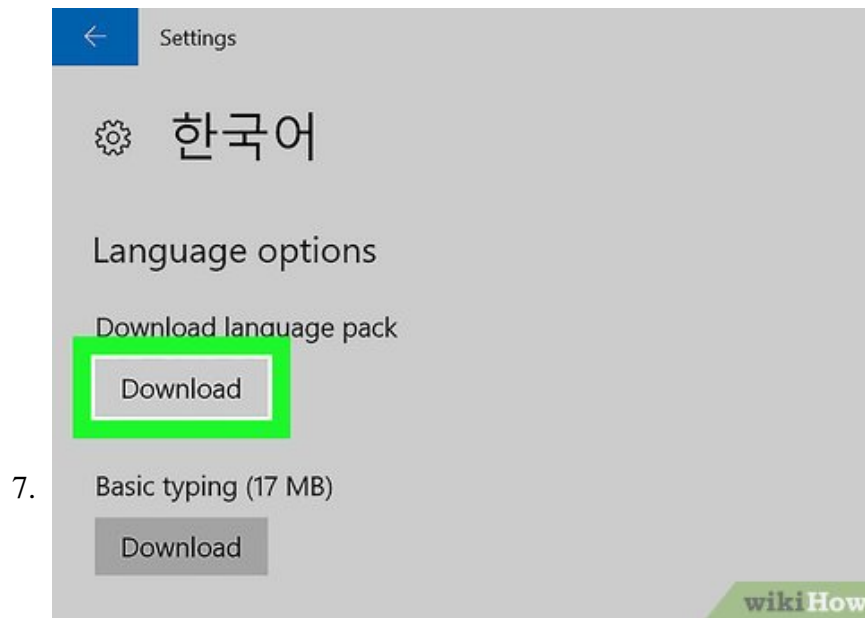 Settings
한국어
Language options
Download language pack
Download
7.
Basic typing (17 MB)
Download
wikiHow